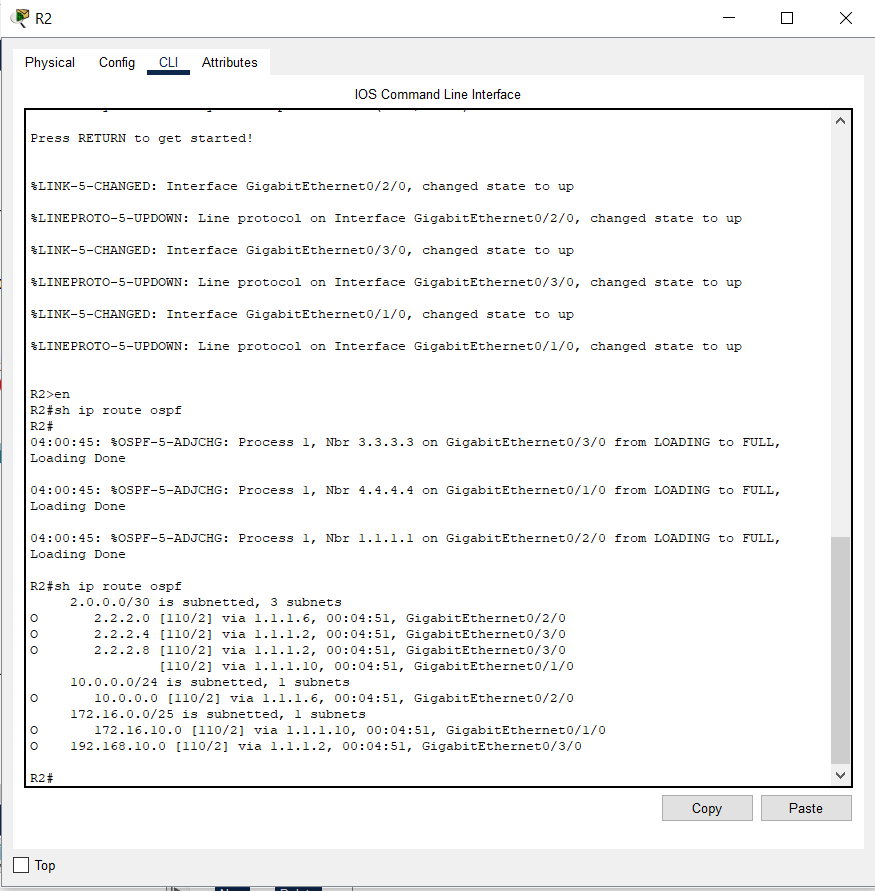 R2
Physical Config CLI Attributes
IOS Command Line Interface
Press RETURN to get started!
%LINK-5-CHANGED: Interface GigabitEthernet0/2/0, changed state to up
%LINEPROTO-5-UPDOWN: Line protocol on Interface GigabitEthernet0/2/0, changed state to up
%LINK-5-CHANGED: Interface GigabitEthernet0/3/0, changed state to up
%LINEPROTO-5-UPDOWN: Line protocol on Interface GigabitEthernet0/3/0, changed state to up
%LINK-5-CHANGED: Interface GigabitEthernet0/1/0, changed state to up
%LINEPROTO-5-UPDOWN: Line protocol on Interface GigabitEthernet0/1/0, changed state to up
R2>en
R2#sh ip route ospf
R2#
04:00:45: %OSPF-5-ADJCHG: Process 1, Nbr 3.3.3.3 on GigabitEthernet0/3/0 from LOADING to FULL,
Loading Done
04:00:45: %OSPF-5-ADJCHG: Process 1, Nbr 4.4.4.4 on GigabitEthernet0/1/0 from LOADING to FULL,
Loading Done
04:00:45: %OSPF-5-ADJCHG: Process 1, Nbr 1.1.1.1 on GigabitEthernet0/2/0 from LOADING to FULL,
Loading Done
R2#sh ip route ospf
2.0.0.0/30 is subnetted, 3 subnets
O 2.2.2.0 [110/2] via 1.1.1.6, 00:04:51, GigabitEthernet0/2/0
O 2.2.2.4 [110/2] via 1.1.1.2, 00:04:51, GigabitEthernet0/3/0
O 2.2.2.8 [110/2] via 1.1.1.2, 00:04:51, GigabitEthernet0/3/0
[110/2] via 1.1.1.10, 00:04:51, GigabitEthernet0/1/0
10.0.0.0/24 is subnetted, 1 subnets
O 10.0.0.0 [110/2] via 1.1.1.6, 00:04:51, GigabitEthernet0/2/0
172.16.0.0/25 is subnetted, 1 subnets
O 172.16.10.0 [110/2] via 1.1.1.10, 00:04:51, GigabitEthernet0/1/0
O 192.168.10.0 [110/2] via 1.1.1.2, 00:04:51, GigabitEthernet0/3/0
R2#
Copy Paste
Top